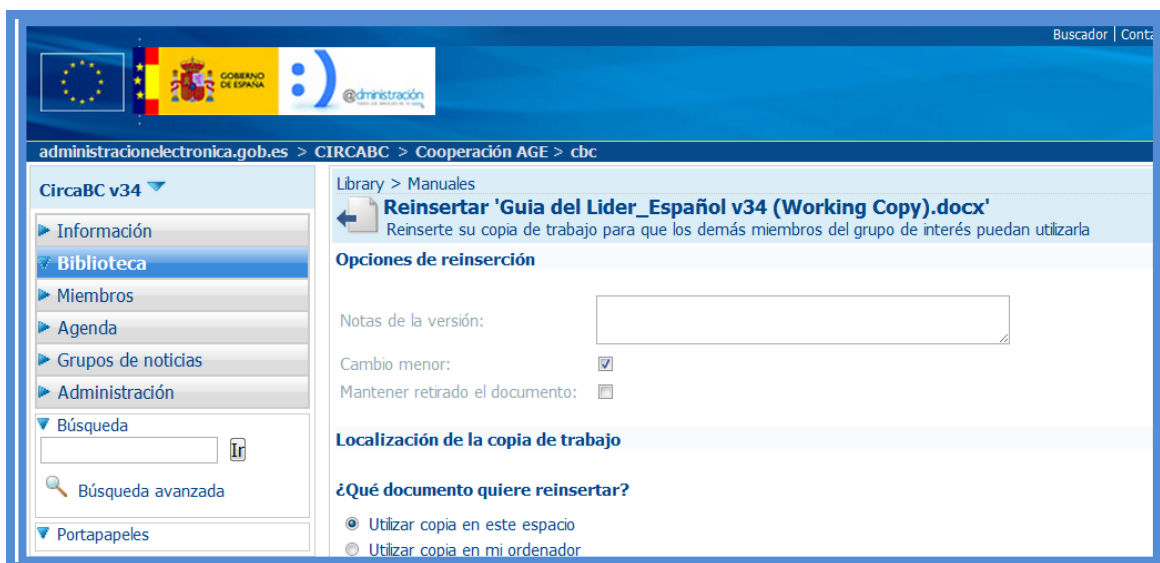 Buscador | Conta
GOBIERNO
DE ESPAÑA
@dministración
administracionelectronica.gob.es > CIRCABC > Cooperación AGE > cbc
CircaBC v34
Información
Biblioteca
Miembros
Agenda
Grupos de noticias
Administración
Búsqueda
Ir
Búsqueda avanzada
Portapapeles
Library > Manuales
Reinsertar 'Guia del Lider_Español v34 (Working Copy).docx'
Reinserte su copia de trabajo para que los demás miembros del grupo de interés puedan utilizarla
Opciones de reinserción
Notas de la versión:
Cambio menor:
Mantener retirado el documento:
Localización de la copia de trabajo
¿Qué documento quiere reinsertar?
Utilizar copia en este espacio
Utilizar copia en mi ordenador